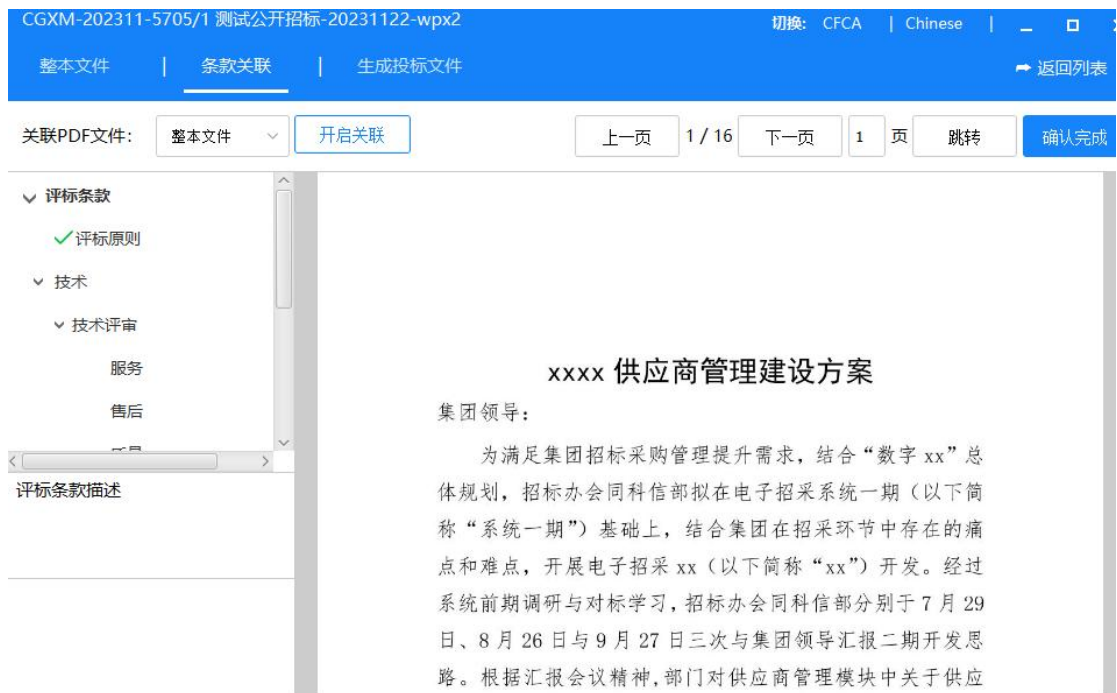 CGXM-202311-5705/1 测试公开招标-20231122-wpx2 切换: CFCA | Chinese |
整本文件 | 条款关联 | 生成投标文件 返回列表
关联PDF文件: 整本文件 开启关联 上一页 1 / 16 下一页 1 页 跳转 确认完成
评标条款
评标原则
技术
技术评审
服务
售后
评标条款描述
xxxx 供应商管理建设方案
集团领导:
为满足集团招标采购管理提升需求，结合“数字 xx”总
体规划，招标办会同科信部拟在电子招采系统一期（以下简
称“系统一期”）基础上，结合集团在招采环节中存在的痛
点和难点，开展电子招采 xx（以下简称“xx”）开发。经过
系统前期调研与对标学习，招标办会同科信部分别于 7 月 29
日、8 月 26 日与 9 月 27 日三次与集团领导汇报二期开发思
路。根据汇报会议精神，部门对供应商管理模块中关于供应